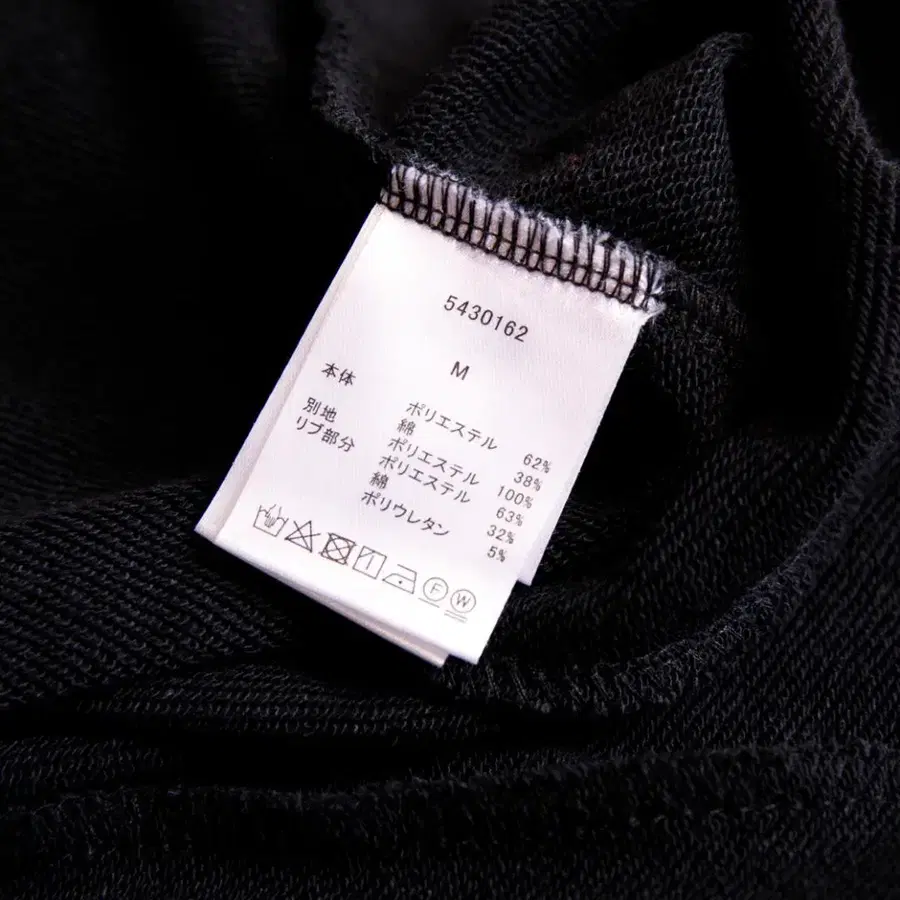 5430162
M
本体 ポリエステル 62%
綿 38%
別地 ポリエステル 100%
リブ部分 ポリエステル 63%
綿 32%
ポリウレタン 5%
F W